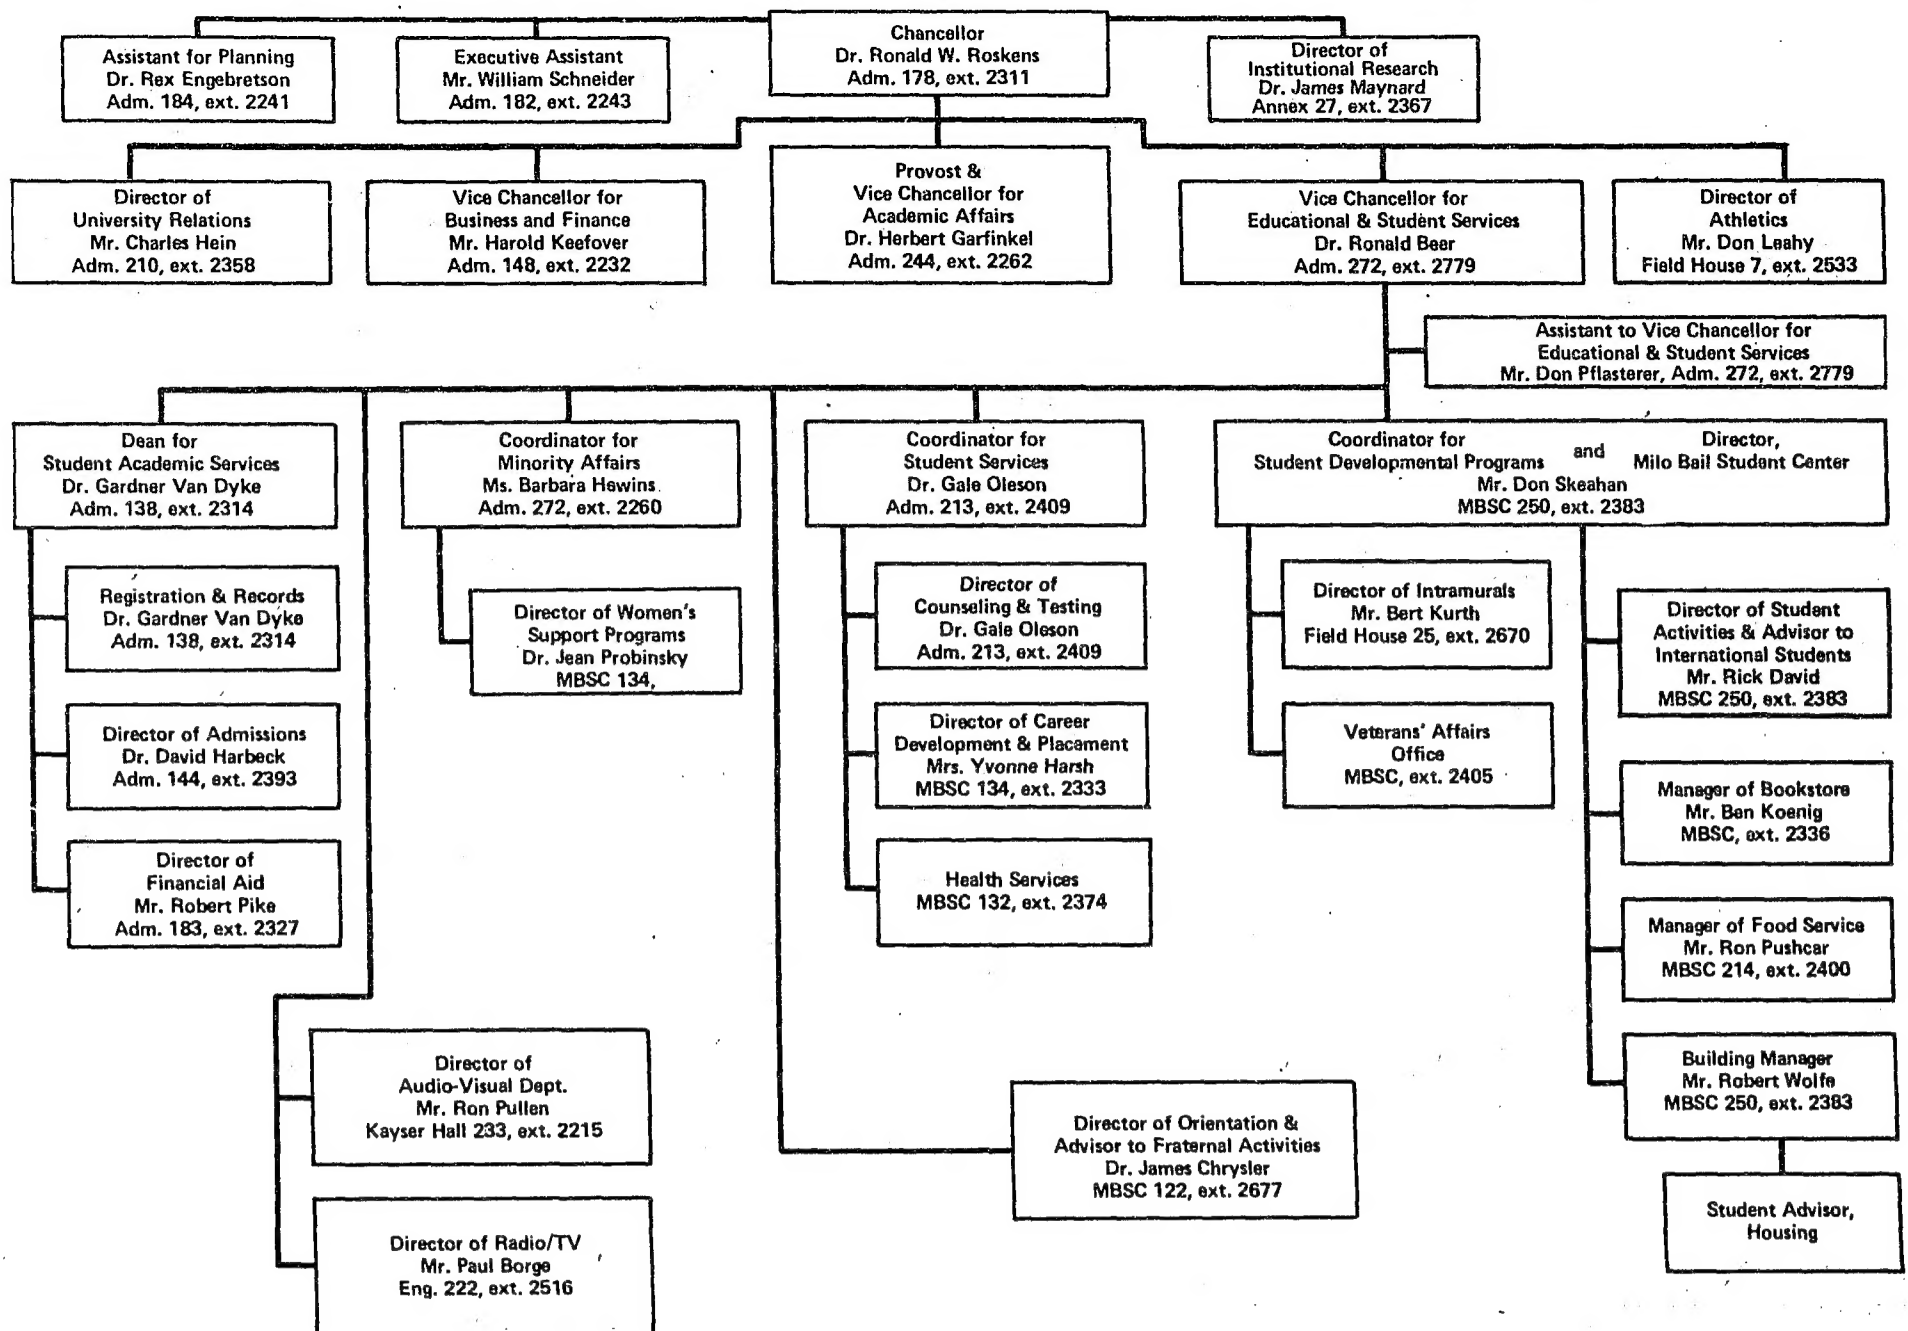 Chancellor
Dr. Ronald W. Roskens
Adm. 178, ext. 2311
Assistant for Planning
Dr. Rex Engebretson
Adm. 184, ext. 2241
Executive Assistant
Mr. William Schneider
Adm. 182, ext. 2243
Director of
Institutional Research
Dr. James Maynard
Annex 27, ext. 2367
Director of
University Relations
Mr. Charles Hein
Adm. 210, ext. 2358
Vice Chancellor for
Business and Finance
Mr. Harold Keefover
Adm. 148, ext. 2232
Provost &
Vice Chancellor for
Academic Affairs
Dr. Herbert Garfinkel
Adm. 244, ext. 2262
Vice Chancellor for
Educational & Student Services
Dr. Ronald Beer
Adm. 272, ext. 2779
Director of
Athletics
Mr. Don Leahy
Field House 7, ext. 2533
Assistant to Vice Chancellor for
Educational & Student Services
Mr. Don Pflasterer, Adm. 272, ext. 2779
Dean for
Student Academic Services
Dr. Gardner Van Dyke
Adm. 138, ext. 2314
Coordinator for
Minority Affairs
Ms. Barbara Hewins
Adm. 272, ext. 2260
Coordinator for
Student Services
Dr. Gale Oleson
Adm. 213, ext. 2409
Coordinator for
Student Developmental Programs
and
Director,
Milo Bail Student Center
Mr. Don Skeahan
MBSC 250, ext. 2383
Registration & Records
Dr. Gardner Van Dyke
Adm. 138, ext. 2314
Director of Admissions
Dr. David Harbeck
Adm. 144, ext. 2393
Director of
Financial Aid
Mr. Robert Pike
Adm. 183, ext. 2327
Director of Women's
Support Programs
Dr. Jean Probinsky
MBSC 134,
Director of
Counseling & Testing
Dr. Gale Oleson
Adm. 213, ext. 2409
Director of Career
Development & Placament
Mrs. Yvonne Harsh
MBSC 134, ext. 2333
Health Services
MBSC 132, ext. 2374
Director of Intramurals
Mr. Bert Kurth
Field House 25, ext. 2670
Veterans' Affairs
Office
MBSC, ext. 2405
Director of Student
Activities & Advisor to
International Students
Mr. Rick David
MBSC 250, ext. 2383
Manager of Bookstore
Mr. Ben Koenig
MBSC, ext. 2336
Manager of Food Service
Mr. Ron Pushcar
MBSC 214, ext. 2400
Building Manager
Mr. Robert Wolfe
MBSC 250, ext. 2383
Student Advisor,
Housing
Director of
Audio-Visual Dept.
Mr. Ron Pullen
Kayser Hall 233, ext. 2215
Director of Radio/TV
Mr. Paul Borge
Eng. 222, ext. 2516
Director of Orientation &
Advisor to Fraternal Activities
Dr. James Chrysler
MBSC 122, ext. 2677